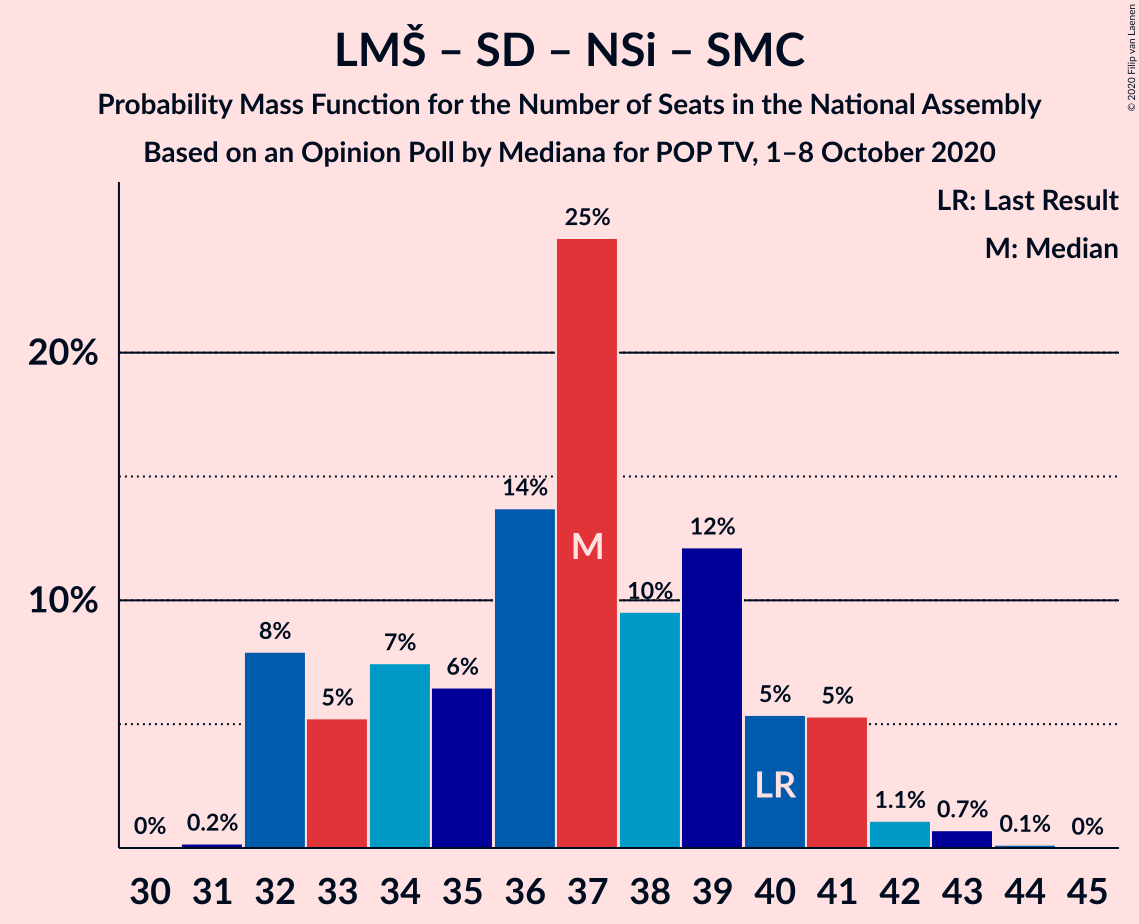 LMŠ – SD – NSi – SMC
Probability Mass Function for the Number of Seats in the National Assembly
Based on an Opinion Poll by Mediana for POP TV, 1–8 October 2020
© 2020 Filip van Laenen
LR: Last Result
M: Median
20%
10%
0%
0.2%
8%
5%
7%
6%
14%
25%
10%
12%
5%
5%
1.1%
0.7%
0.1%
0%
M
LR
30 31 32 33 34 35 36 37 38 39 40 41 42 43 44 45